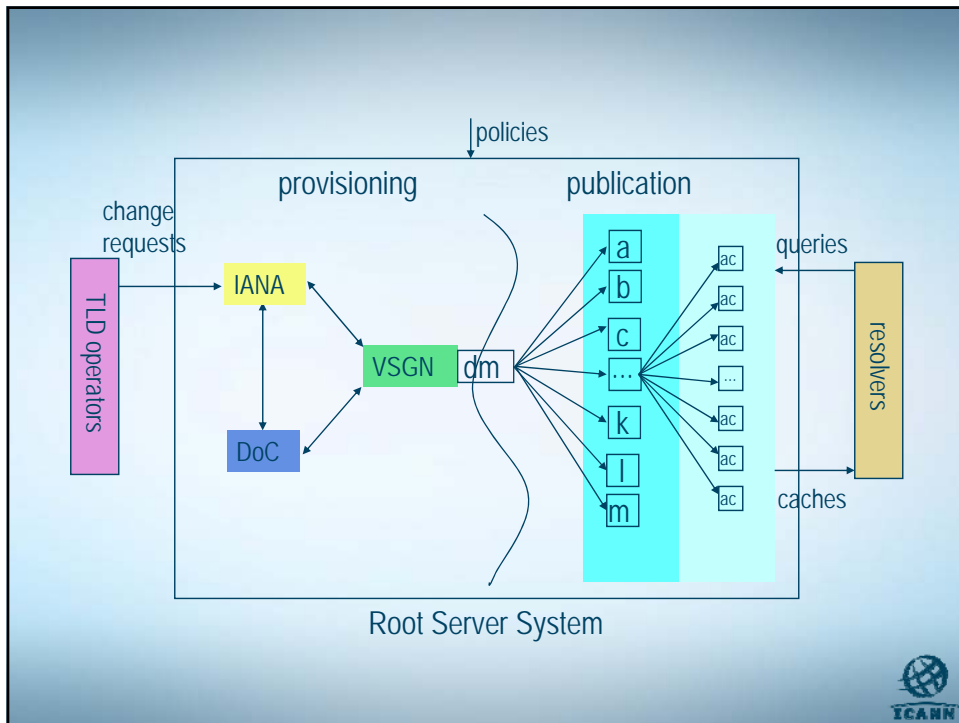 policies
provisioning
publication
change
requests
TLD operators
IANA
DoC
VSGN
dm
a
b
c
...
k
l
m
ac
ac
ac
...
ac
ac
ac
queries
resolvers
caches
Root Server System
ICANN